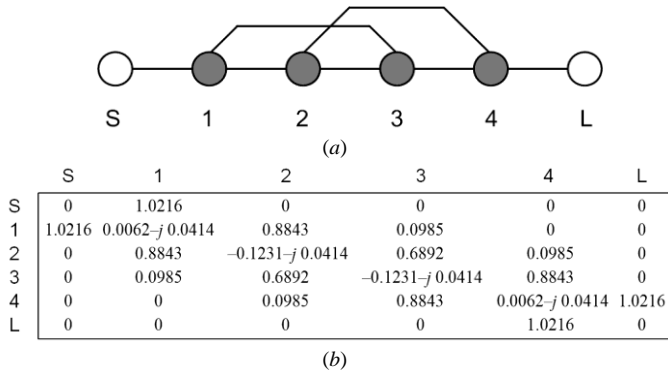 S 1 2 3 4 L
(a)
S 1 2 3 4 L
S 0 1.0216 0 0 0 0
1 1.0216 0.0062–j 0.0414 0.8843 0.0985 0 0
2 0 0.8843 –0.1231–j 0.0414 0.6892 0.0985 0
3 0 0.0985 0.6892 –0.1231–j 0.0414 0.8843 0
4 0 0 0.0985 0.8843 0.0062–j 0.0414 1.0216
L 0 0 0 0 1.0216 0
(b)